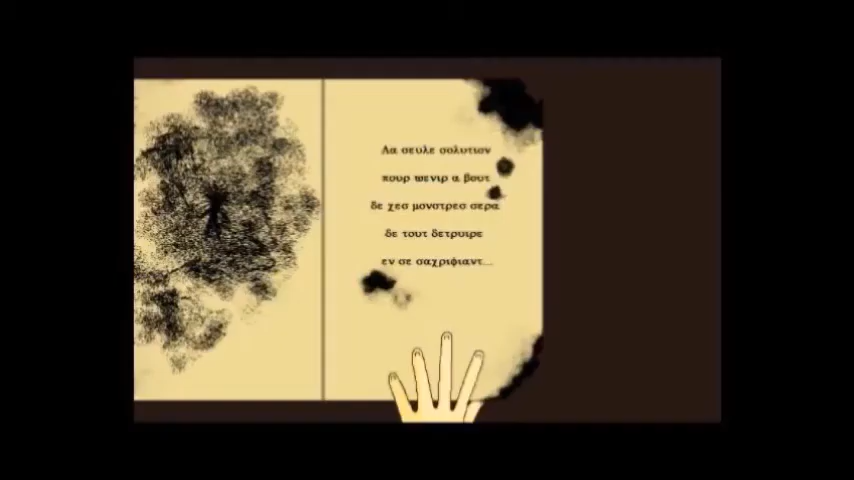 Λα σευλε σολυτιον
πουρ ϖενιρ α βουτ
δε χεσ μονστρεσ σερα
δε τουτ δετρυιρε
εν σε σαχριφιαντ...